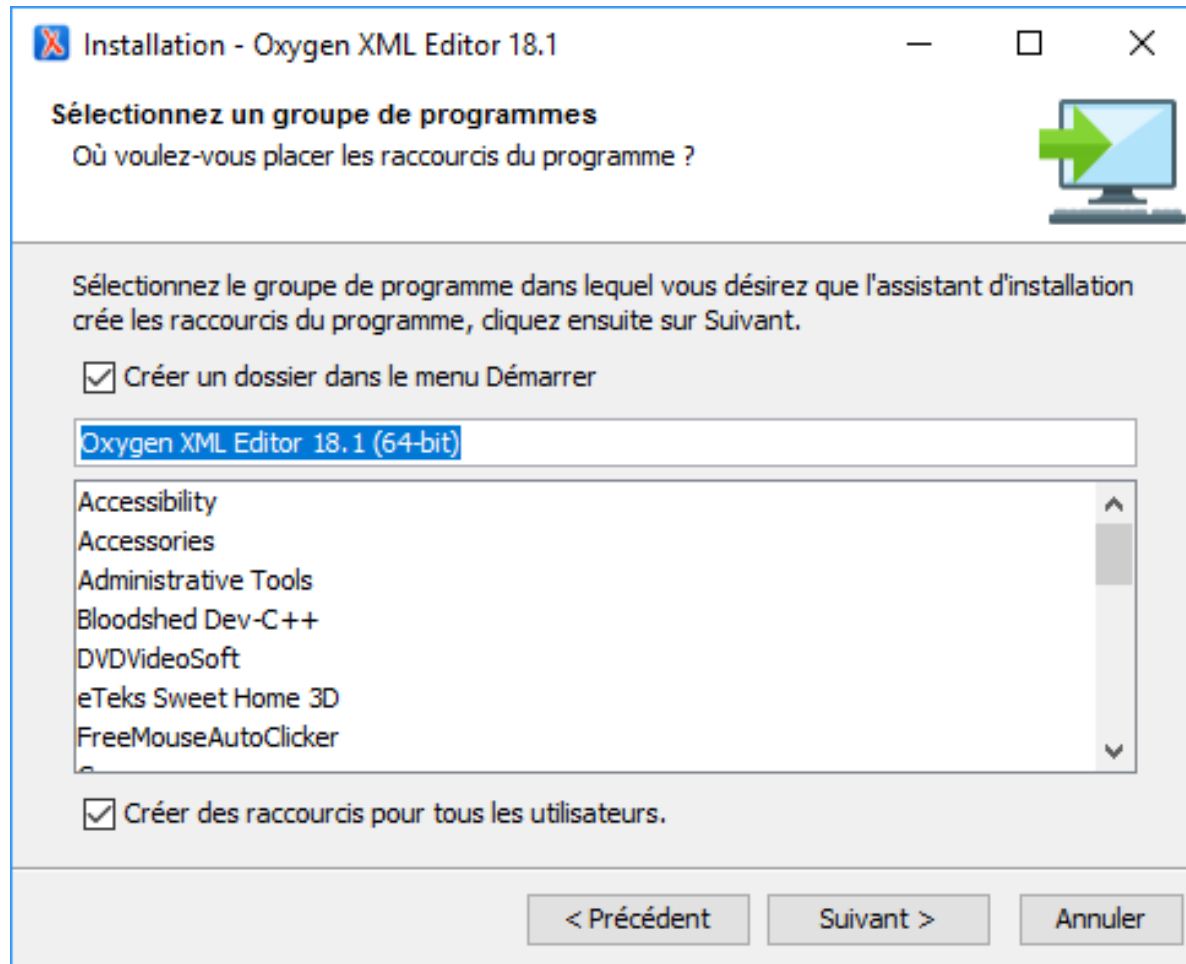 Installation - Oxygen XML Editor 18.1
Sélectionnez un groupe de programmes
Où voulez-vous placer les raccourcis du programme ?
Sélectionnez le groupe de programme dans lequel vous désirez que l'assistant d'installation
crée les raccourcis du programme, cliquez ensuite sur Suivant.
Créer un dossier dans le menu Démarrer
Oxygen XML Editor 18.1 (64-bit)
Accessibility
Accessories
Administrative Tools
Bloodshed Dev-C++
DVDVideoSoft
eTeks Sweet Home 3D
FreeMouseAutoClicker
Créer des raccourcis pour tous les utilisateurs.
< Précédent Suivant > Annuler